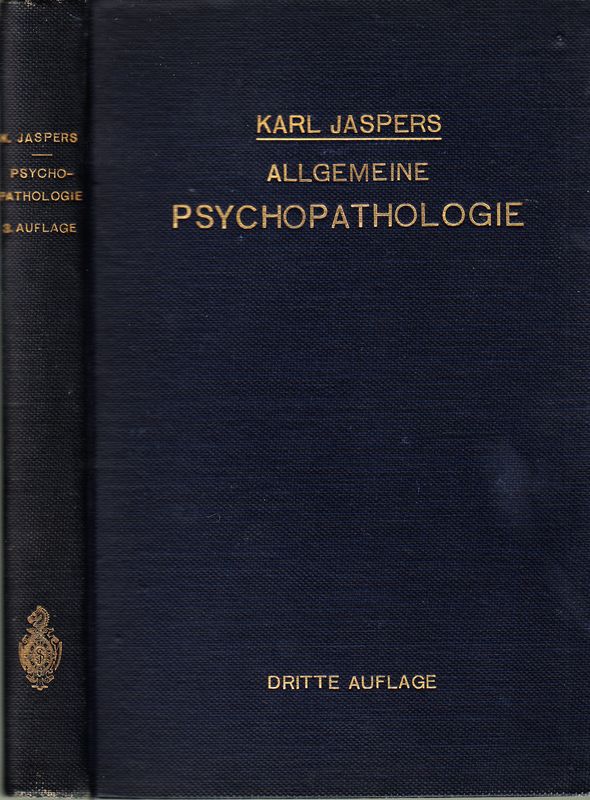 K. JASPERS
PSYCHO-
PATHOLOGIE
3. AUFLAGE
KARL JASPERS
ALLGEMEINE
PSYCHOPATHOLOGIE
DRITTE AUFLAGE